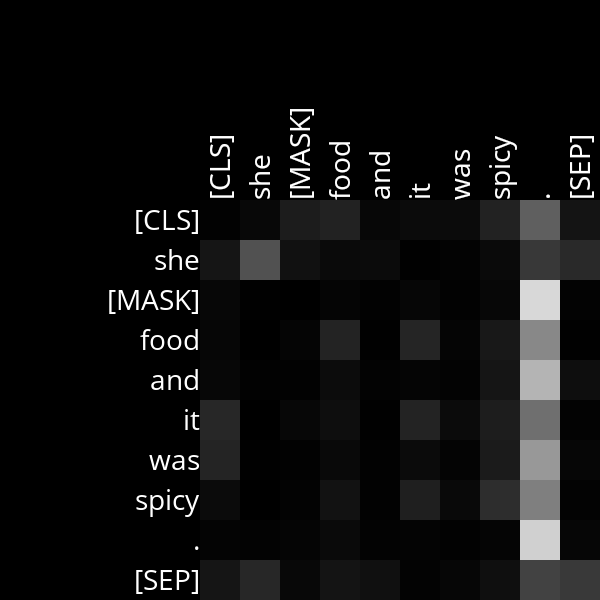 [CLS] she [MASK] food and it was spicy . [SEP]
[CLS]
she
[MASK]
food
and
it
was
spicy
.
[SEP]